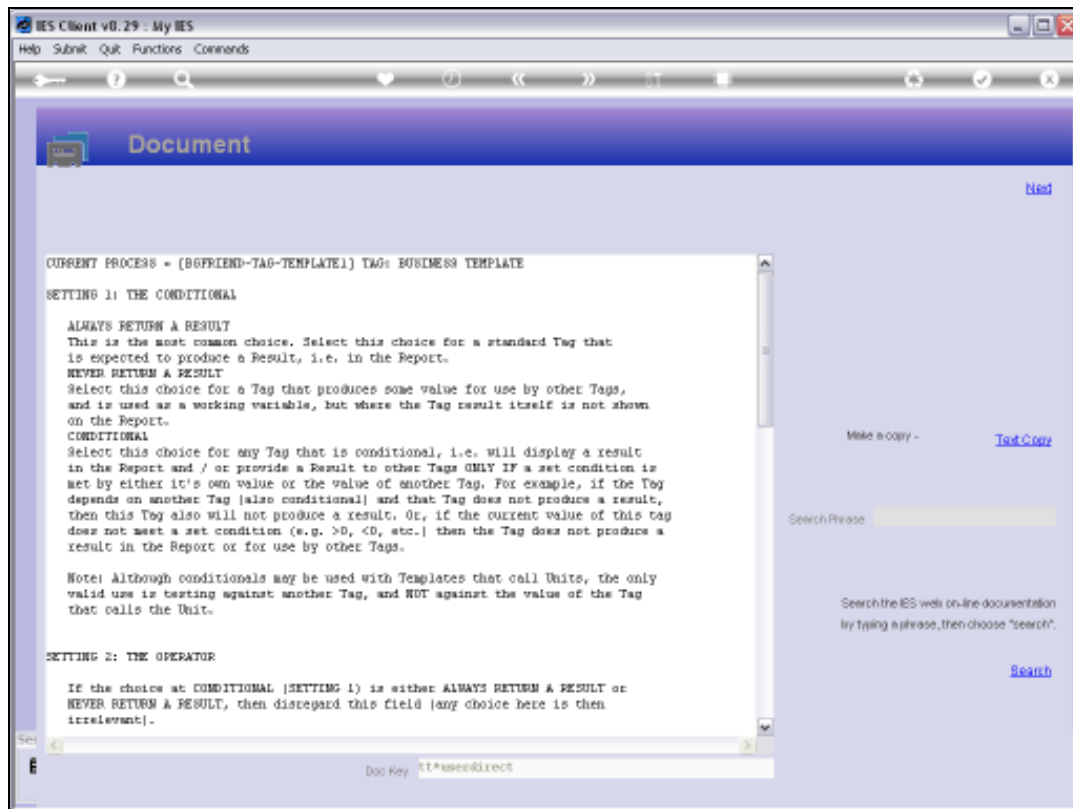 IES Client v8.29 : My IES
Help Submit Quit Functions Commands
Document
Next
CURRENT PROCESS = (BGFRIEND-TAG-TEMPLATE1) TAG: BUSINESS TEMPLATE
SETTING 1: THE CONDITIONAL
ALWAYS RETURN A RESULT
This is the most common choice. Select this choice for a standard Tag that
is expected to produce a Result, i.e. in the Report.
NEVER RETURN A RESULT
Select this choice for a Tag that produces some value for use by other Tags,
and is used as a working variable, but where the Tag result itself is not shown
on the Report.
CONDITIONAL
Select this choice for any Tag that is conditional, i.e. will display a result
in the Report and / or provide a Result to other Tags ONLY IF a set condition is
met by either it's own value or the value of another Tag. For example, if the Tag
depends on another Tag (also conditional) and that Tag does not produce a result,
then this Tag also will not produce a result. Or, if the current value of this tag
does not meet a set condition (e.g. >0, <0, etc.) then the Tag does not produce a
result in the Report or for use by other Tags.
Note: Although conditionals may be used with Templates that call Units, the only
valid use is testing against another Tag, and NOT against the value of the Tag
that calls the Unit.
SETTING 2: THE OPERATOR
If the choice at CONDITIONAL (SETTING 1) is either ALWAYS RETURN A RESULT or
NEVER RETURN A RESULT, then disregard this field (any choice here is then
irrelevant).
Make a copy -
Text Copy
Search Phrase
Search the IES web on-line documentation
by typing a phrase, then choose "search".
Search
Ses
Doc Key tt*userdirect